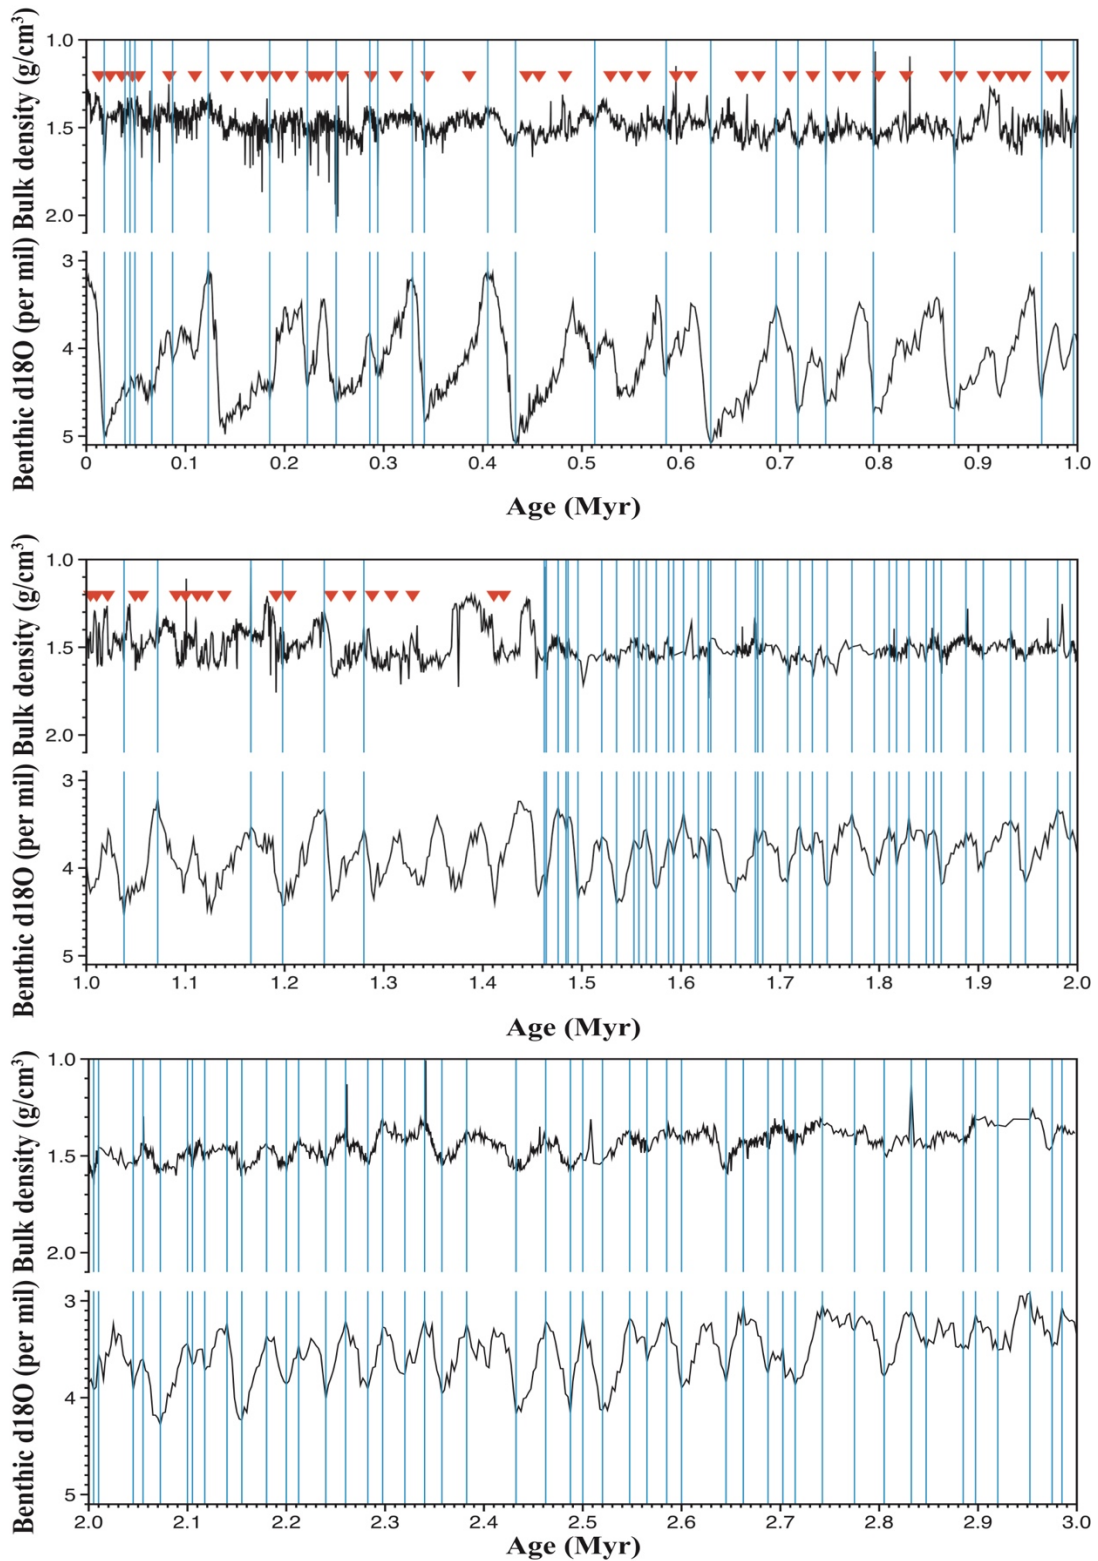 Bulk density (g/cm³)
1.0
1.5
2.0
Benthic d18O (per mil)
3
4
5
0 0.1 0.2 0.3 0.4 0.5 0.6 0.7 0.8 0.9 1.0
Age (Myr)
Bulk density (g/cm³)
1.0
1.5
2.0
Benthic d18O (per mil)
3
4
5
1.0 1.1 1.2 1.3 1.4 1.5 1.6 1.7 1.8 1.9 2.0
Age (Myr)
Bulk density (g/cm³)
1.0
1.5
2.0
Benthic d18O (per mil)
3
4
5
2.0 2.1 2.2 2.3 2.4 2.5 2.6 2.7 2.8 2.9 3.0
Age (Myr)